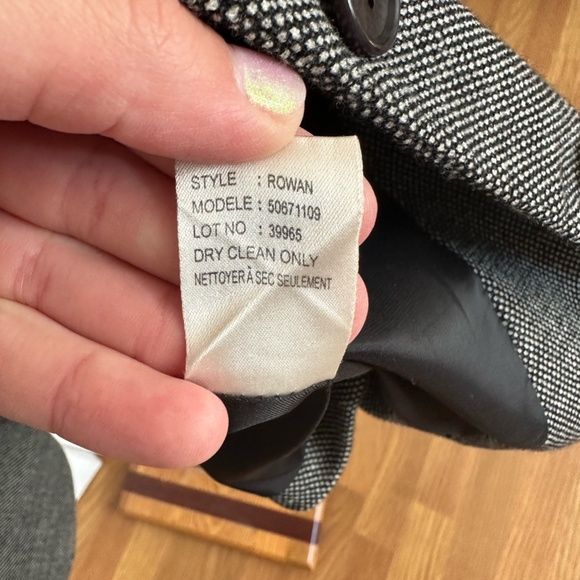 STYLE : ROWAN
MODELE : 50671109
LOT NO : 39965
DRY CLEAN ONLY
NETTOYER À SEC SEULEMENT